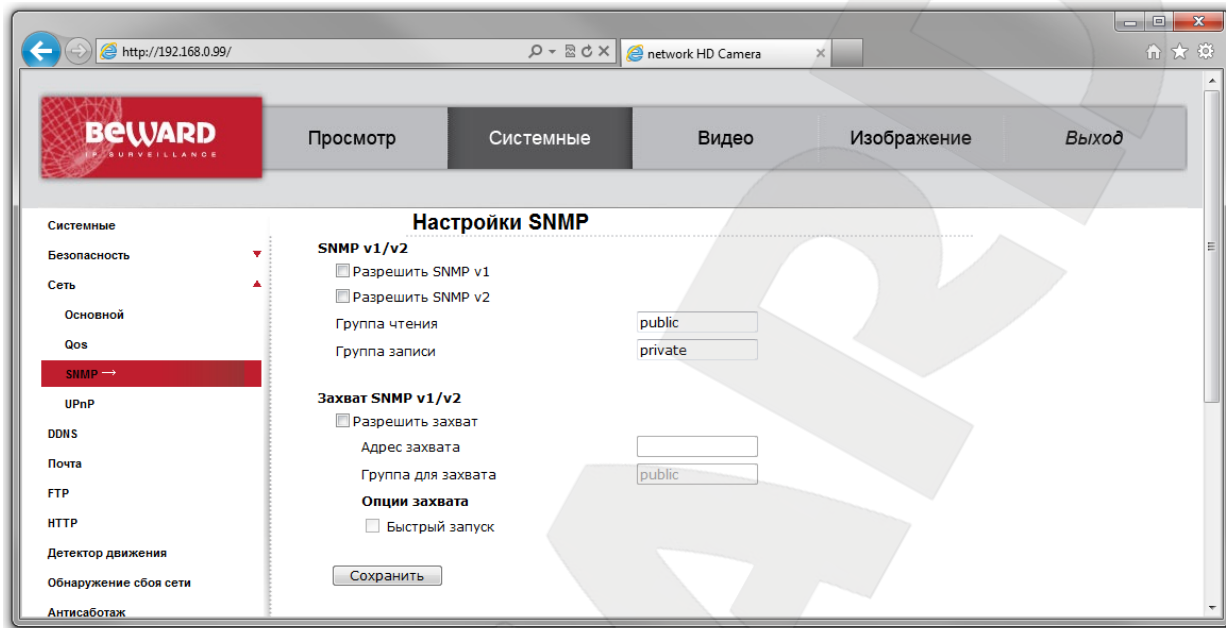 http://192.168.0.99/
network HD Camera
BEWARD
IP SURVEILLANCE
Просмотр
Системные
Видео
Изображение
Выход
Системные
Безопасность
Сеть
Основной
Qos
SNMP →
UPnP
DDNS
Почта
FTP
HTTP
Детектор движения
Обнаружение сбоя сети
Антисаботаж
Настройки SNMP
SNMP v1/v2
Разрешить SNMP v1
Разрешить SNMP v2
Группа чтения public
Группа записи private
Захват SNMP v1/v2
Разрешить захват
Адрес захвата
Группа для захвата public
Опции захвата
Быстрый запуск
Сохранить